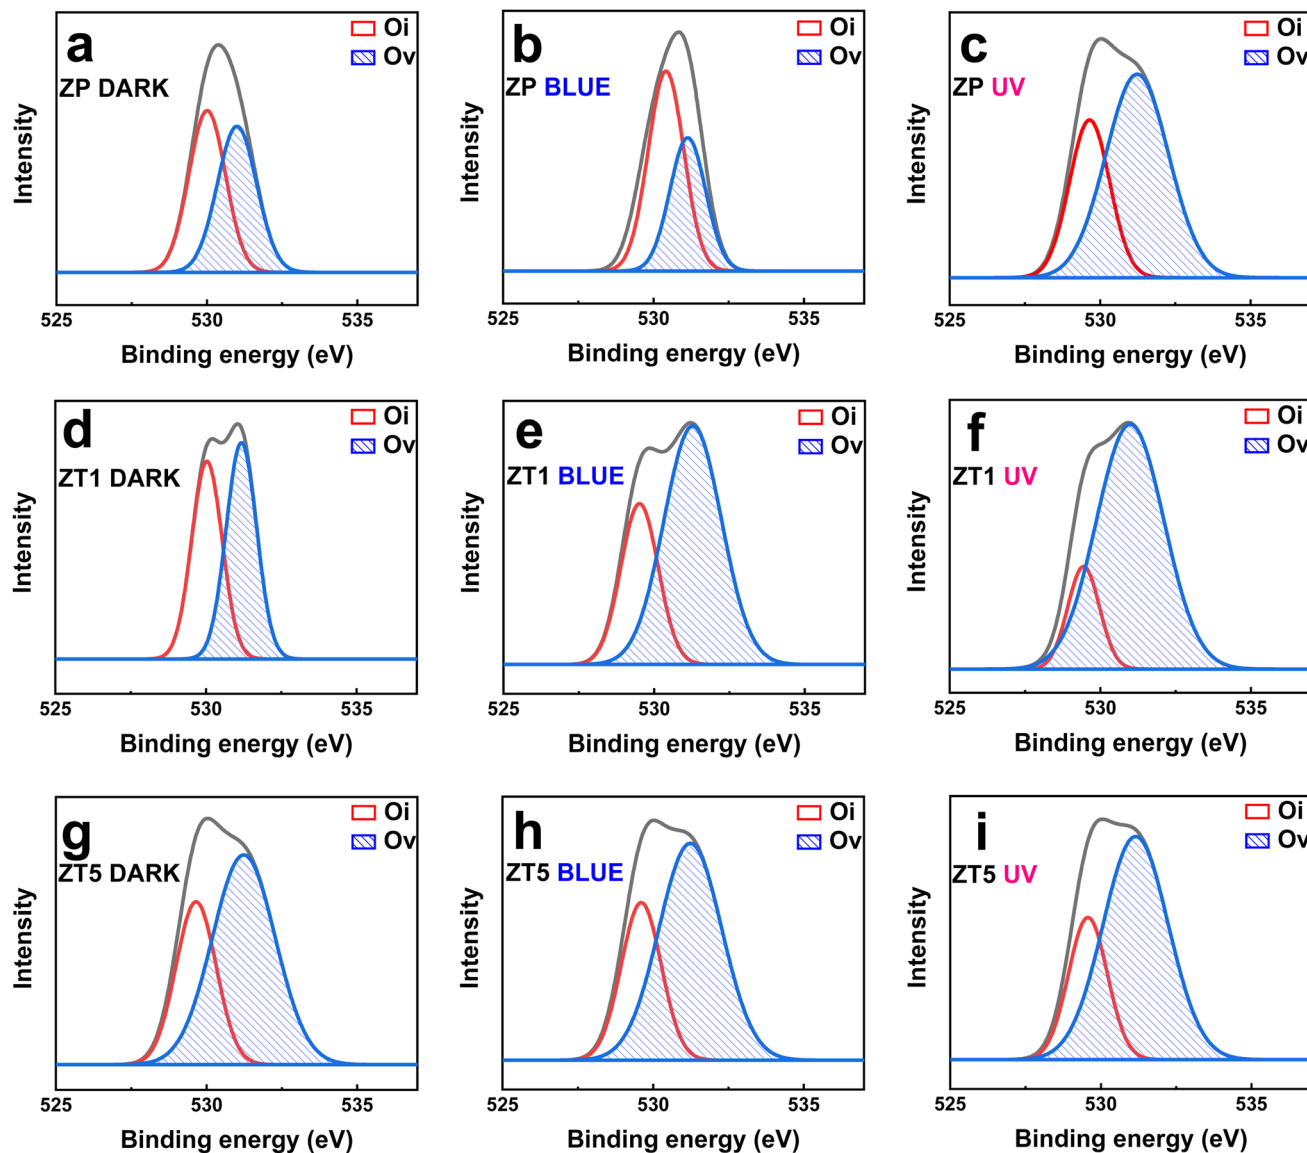 a
ZP DARK
Oi
Ov
Intensity
525
530
535
Binding energy (eV)
b
ZP BLUE
Oi
Ov
Intensity
525
530
535
Binding energy (eV)
c
ZP UV
Oi
Ov
Intensity
525
530
535
Binding energy (eV)
d
ZT1 DARK
Oi
Ov
Intensity
525
530
535
Binding energy (eV)
e
ZT1 BLUE
Oi
Ov
Intensity
525
530
535
Binding energy (eV)
f
ZT1 UV
Oi
Ov
Intensity
525
530
535
Binding energy (eV)
g
ZT5 DARK
Oi
Ov
Intensity
525
530
535
Binding energy (eV)
h
ZT5 BLUE
Oi
Ov
Intensity
525
530
535
Binding energy (eV)
i
ZT5 UV
Oi
Ov
Intensity
525
530
535
Binding energy (eV)